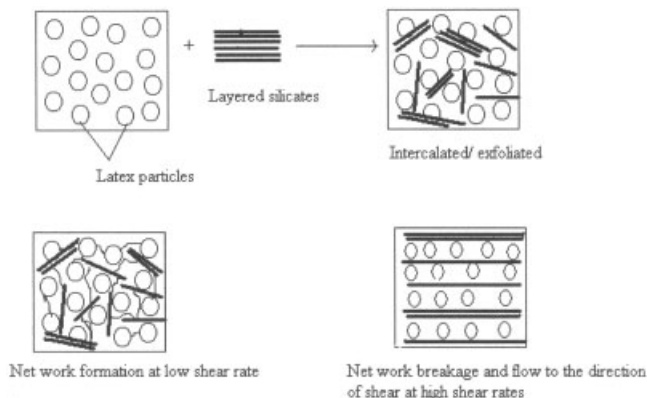 +
Layered silicates
Latex particles
Intercalated/ exfoliated
Net work formation at low shear rate
Net work breakage and flow to the direction
of shear at high shear rates